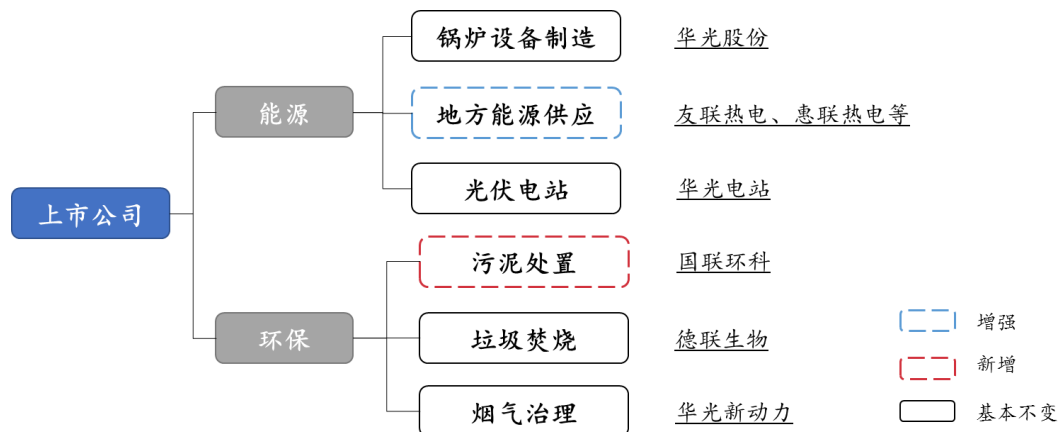 锅炉设备制造 华光股份
能源 地方能源供应 友联热电、惠联热电等
光伏电站 华光电站
上市公司
污泥处置 国联环科
环保 垃圾焚烧 德联生物
烟气治理 华光新动力
增强
新增
基本不变